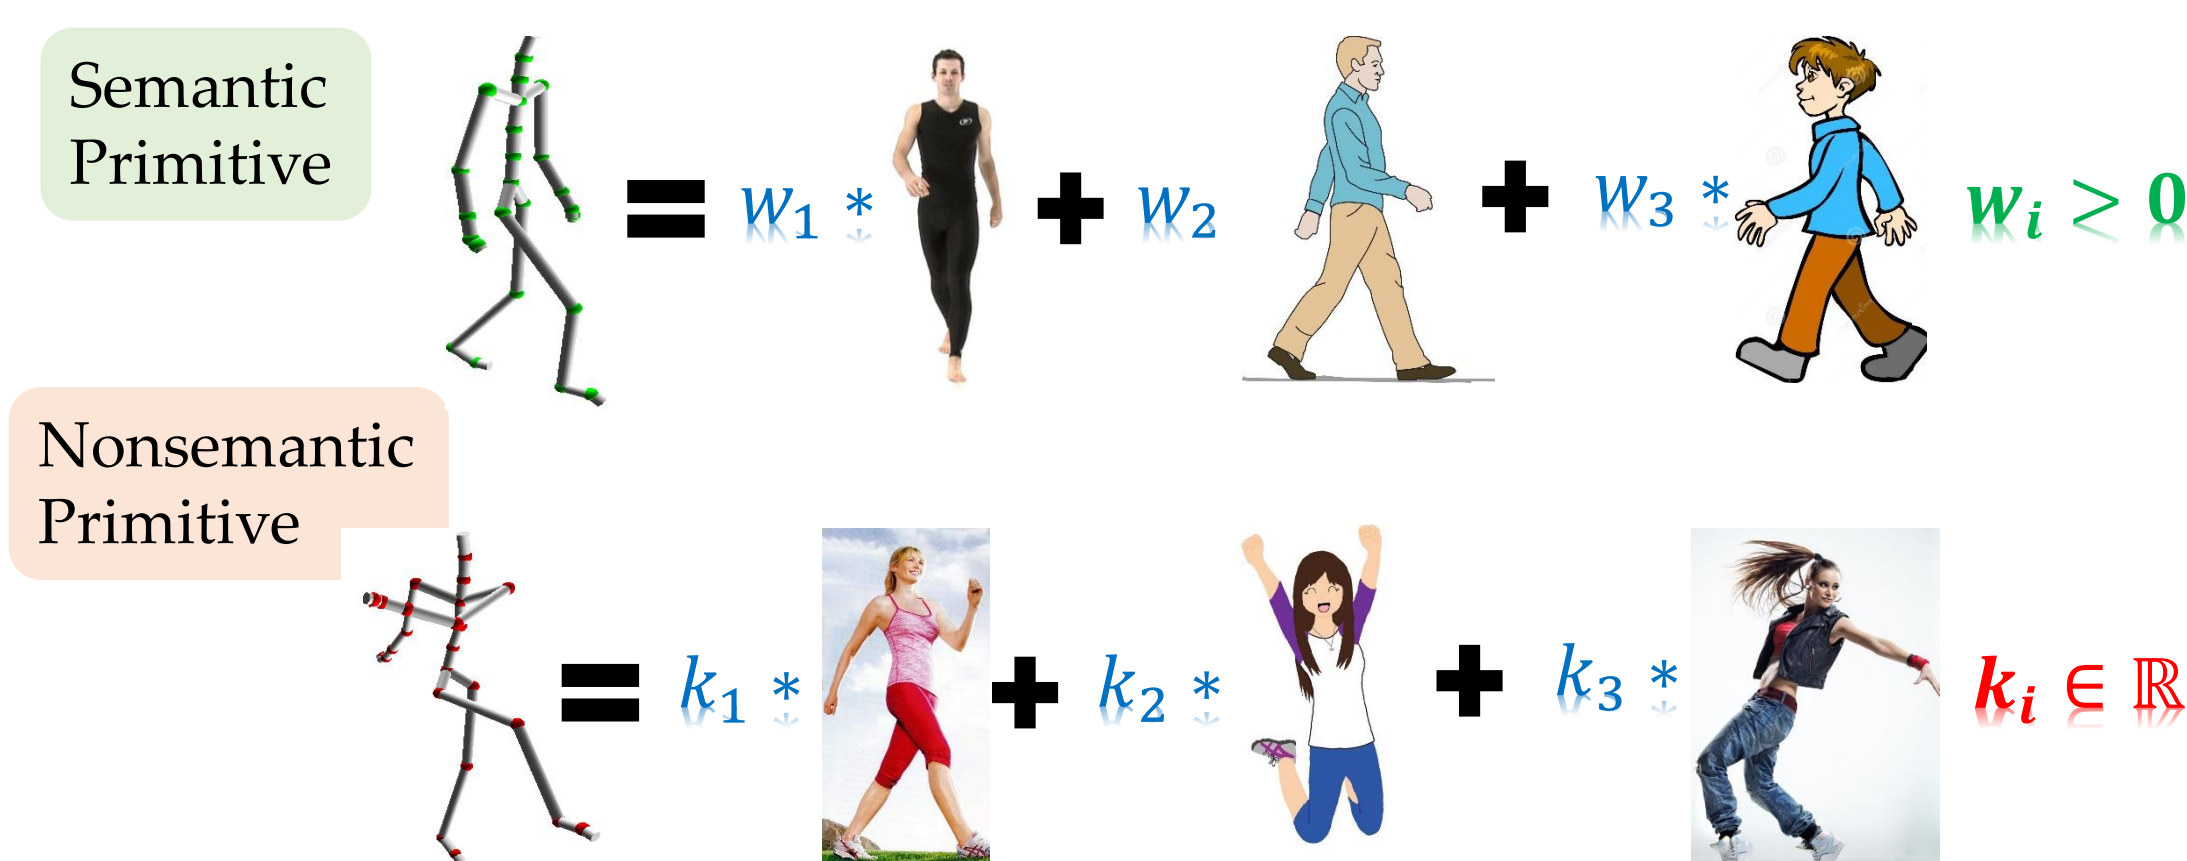 Semantic
Primitive
= w₁ * + w₂ + w₃ * wᵢ > 0
Nonsemantic
Primitive
= k₁ * + k₂ * + k₃ * kᵢ ∈ ℝ